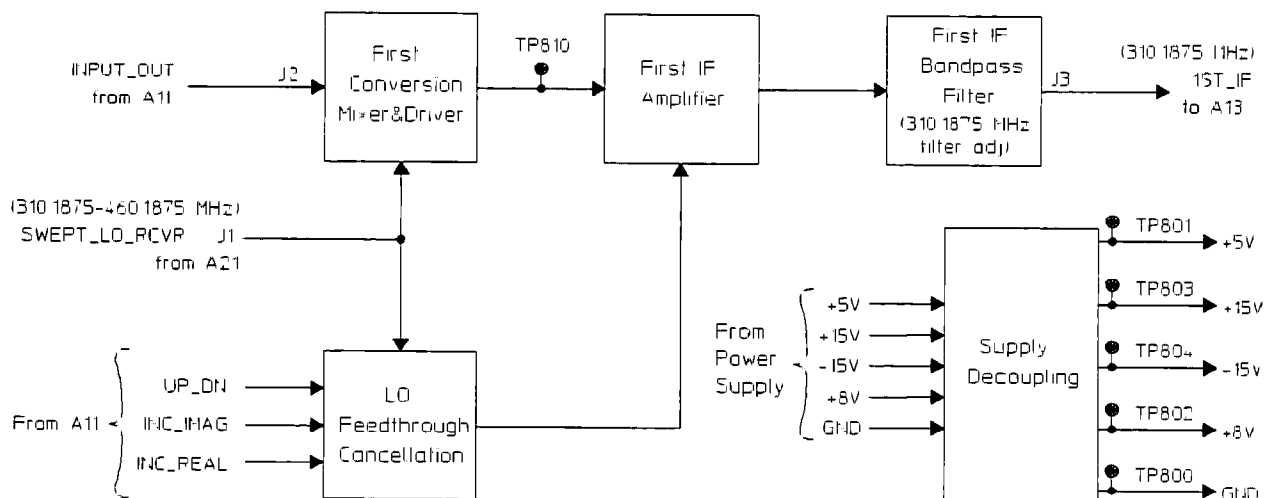 INPUT_OUT
from A11
J2
First
Conversion
Mixer&Driver
TP810
First IF
Amplifier
First IF
Bandpass
Filter
(310 1875 MHz
filter adj)
J3
(310 1875 MHz)
1ST_IF
to A13
(310 1875-460 1875 MHz)
SWEPT_LO_RCVR J1
from A21
From A11
UP_DN
INC_IMAG
INC_REAL
LO
Feedthrough
Cancellation
From
Power
Supply
+5V
+15V
-15V
+8V
GND
Supply
Decoupling
TP801
+5V
TP803
+15V
TP804
-15V
TP802
+8V
TP800
GND